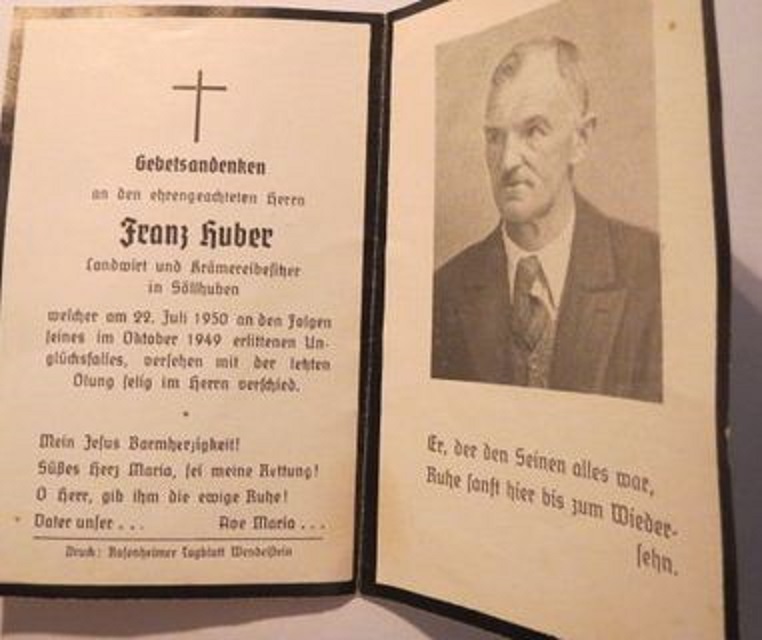 Gebetsandenken
an den ehrengeachteten Herrn
Franz Huber
Landwirt und Krämereibesitzer
in Söllhuben
welcher am 22. Juli 1950 an den Folgen
seines im Oktober 1949 erlittenen Un-
glücksfalles, versehen mit der letzten
Ölung selig im Herrn verschied.
*
Mein Jesus Barmherzigkeit!
Süßes Herz Maria, sei meine Rettung!
O Herr, gib ihm die ewige Ruhe!
Vater unser . . . Ave Maria . . .
Druck: Rosenheimer Tagblatt Wendelstein
Er, der den Seinen alles war,
Ruhe sanft hier bis zum Wieder-
sehn.